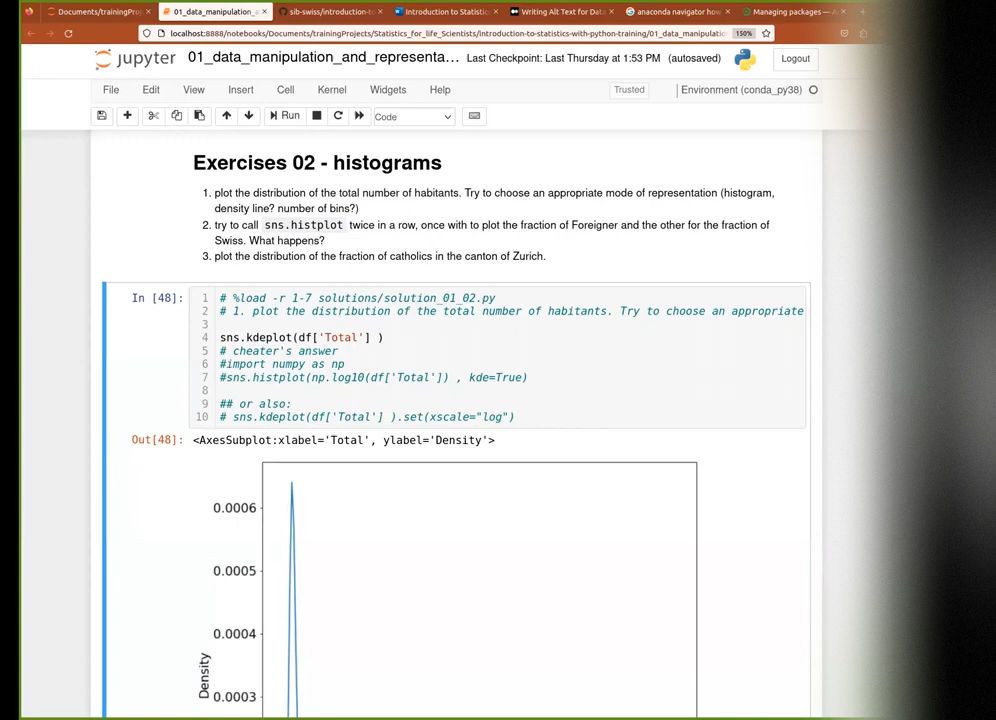 Documents/trainingProj
01_data_manipulation_a
sib-swiss/introduction-to
Introduction to Statistic
Writing Alt Text for Data
anaconda navigator how
Managing packages — A
localhost:8888/notebooks/Documents/trainingProjects/Statistics_for_life_Scientists/introduction-to-statistics-with-python-training/01_data_manipulatio
150%
jupyter
01_data_manipulation_and_representa...
Last Checkpoint: Last Thursday at 1:53 PM (autosaved)
Logout
File Edit View Insert Cell Kernel Widgets Help
Trusted
Environment (conda_py38)
Run
Code
Exercises 02 - histograms
1. plot the distribution of the total number of habitants. Try to choose an appropriate mode of representation (histogram,
density line? number of bins?)
2. try to call sns.histplot twice in a row, once with to plot the fraction of Foreigner and the other for the fraction of
Swiss. What happens?
3. plot the distribution of the fraction of catholics in the canton of Zurich.
In [48]:
1 # %load -r 1-7 solutions/solution_01_02.py
2 # 1. plot the distribution of the total number of habitants. Try to choose an appropriate
3
4 sns.kdeplot(df['Total'] )
5 # cheater's answer
6 #import numpy as np
7 #sns.histplot(np.log10(df['Total']) , kde=True)
8
9 ## or also:
10 # sns.kdeplot(df['Total'] ).set(xscale="log")
Out[48]: <AxesSubplot:xlabel='Total', ylabel='Density'>
0.0006
0.0005
0.0004
0.0003
Density